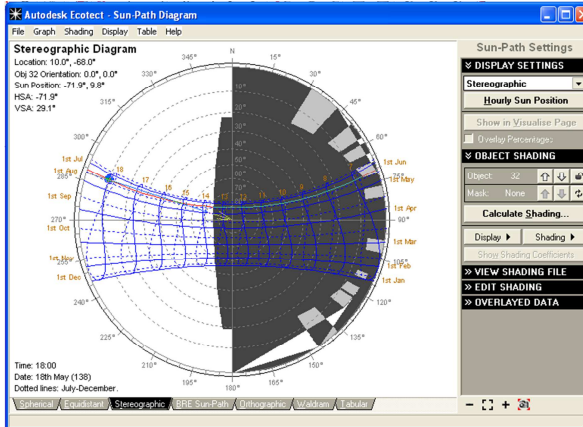 Autodesk Ecotect - Sun-Path Diagram
File Graph Shading Display Table Help
Stereographic Diagram
Location: 10.0°, -68.0°
Obj 32 Orientation: 0.0°, 0.0°
Sun Position: -71.9°, 9.8°
HSA: -71.9°
VSA: 29.1°
N
345° 15°
330° 30°
315° 45°
300° 60°
285° 75°
270° 90°
255° 105°
240° 120°
225° 135°
210° 150°
195° 180° 165°
1st Jul
1st Aug
1st Sep
1st Oct
1st Nov
1st Dec
1st Jun
1st May
1st Apr
1st Mar
1st Feb
1st Jan
18 17 16 15 14 13 12 11 10 9 8 7
Time: 18:00
Date: 18th May (138)
Dotted lines: July-December.
Spherical Equidistant Stereographic BRE Sun-Path Orthographic Waldram Tabular
Sun-Path Settings
DISPLAY SETTINGS
Stereographic
Hourly Sun Position
Show in Visualise Page
Overlay Percentages
OBJECT SHADING
Object: 32
Mask: None
Calculate Shading...
Display Shading
Show Shading Coefficients
VIEW SHADING FILE
EDIT SHADING
OVERLAYED DATA